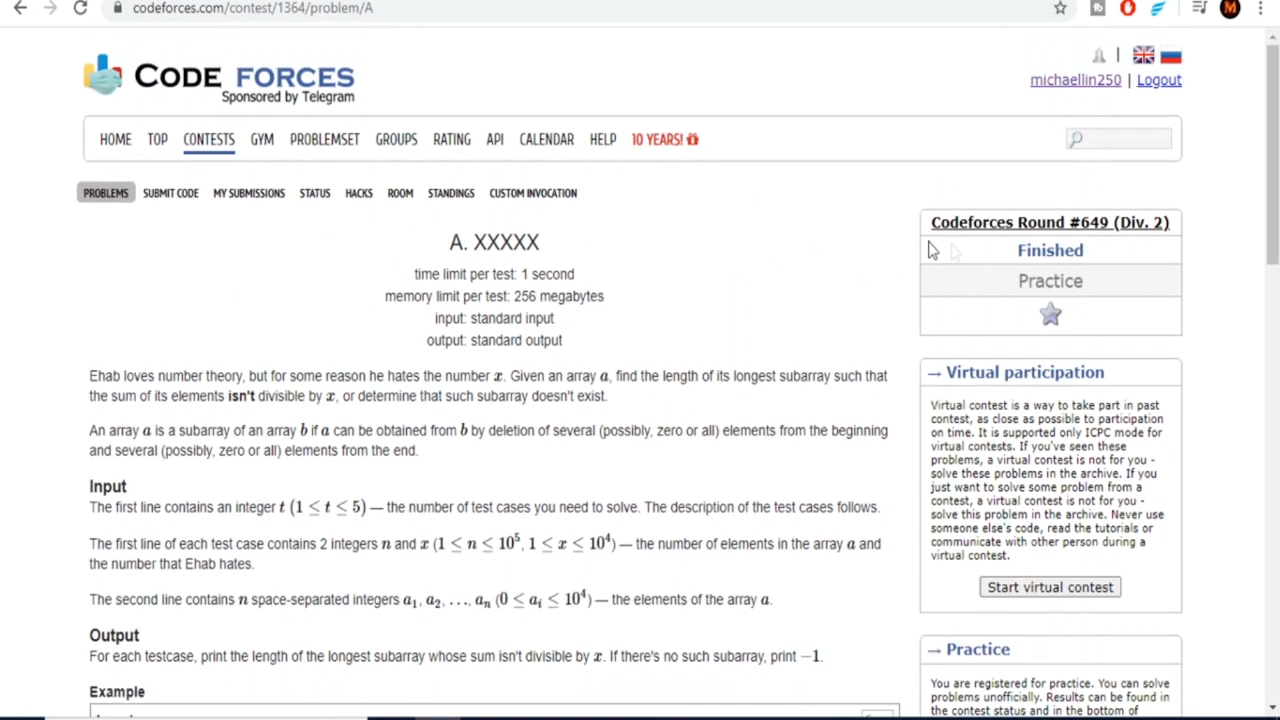 codeforces.com/contest/1364/problem/A
CODE FORCES
Sponsored by Telegram
michaellin250 | Logout
HOME TOP CONTESTS GYM PROBLEMSET GROUPS RATING API CALENDAR HELP 10 YEARS!
PROBLEMS SUBMIT CODE MY SUBMISSIONS STATUS HACKS ROOM STANDINGS CUSTOM INVOCATION
A. XXXXX
time limit per test: 1 second
memory limit per test: 256 megabytes
input: standard input
output: standard output
Ehab loves number theory, but for some reason he hates the number x. Given an array a, find the length of its longest subarray such that
the sum of its elements isn't divisible by x, or determine that such subarray doesn't exist.
An array a is a subarray of an array b if a can be obtained from b by deletion of several (possibly, zero or all) elements from the beginning
and several (possibly, zero or all) elements from the end.
Input
The first line contains an integer t (1 ≤ t ≤ 5) — the number of test cases you need to solve. The description of the test cases follows.
The first line of each test case contains 2 integers n and x (1 ≤ n ≤ 10⁵, 1 ≤ x ≤ 10⁴) — the number of elements in the array a and
the number that Ehab hates.
The second line contains n space-separated integers a₁, a₂, …, aₙ (0 ≤ aᵢ ≤ 10⁴) — the elements of the array a.
Output
For each testcase, print the length of the longest subarray whose sum isn't divisible by x. If there's no such subarray, print −1.
Example
Codeforces Round #649 (Div. 2)
Finished
Practice
→ Virtual participation
Virtual contest is a way to take part in past
contest, as close as possible to participation
on time. It is supported only ICPC mode for
virtual contests. If you've seen these
problems, a virtual contest is not for you -
solve these problems in the archive. If you
just want to solve some problem from a
contest, a virtual contest is not for you -
solve this problem in the archive. Never use
someone else's code, read the tutorials or
communicate with other person during a
virtual contest.
Start virtual contest
→ Practice
You are registered for practice. You can solve
problems unofficially. Results can be found in
the contest status and in the bottom of